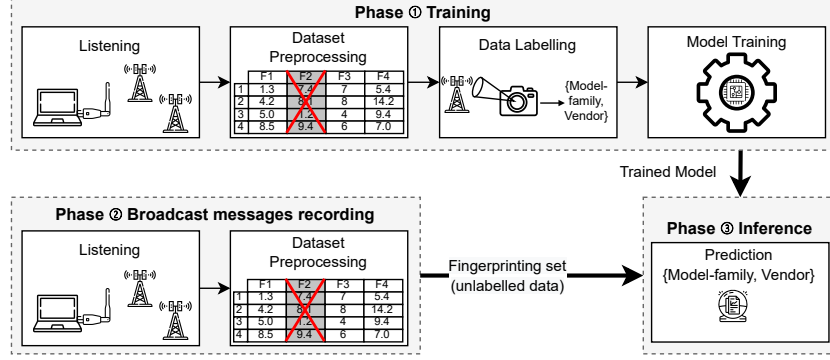 Phase ① Training
Listening
Dataset
Preprocessing
F1 F2 F3 F4
1 1.3 7.4 7 5.4
2 4.2 8.1 8 14.2
3 5.0 1.2 4 9.4
4 8.5 9.4 6 7.0
Data Labelling
{Model-
family,
Vendor}
Model Training
Trained Model
Phase ② Broadcast messages recording
Listening
Dataset
Preprocessing
F1 F2 F3 F4
1 1.3 7.4 7 5.4
2 4.2 8.1 8 14.2
3 5.0 1.2 4 9.4
4 8.5 9.4 6 7.0
Fingerprinting set
(unlabelled data)
Phase ③ Inference
Prediction
{Model-family, Vendor}